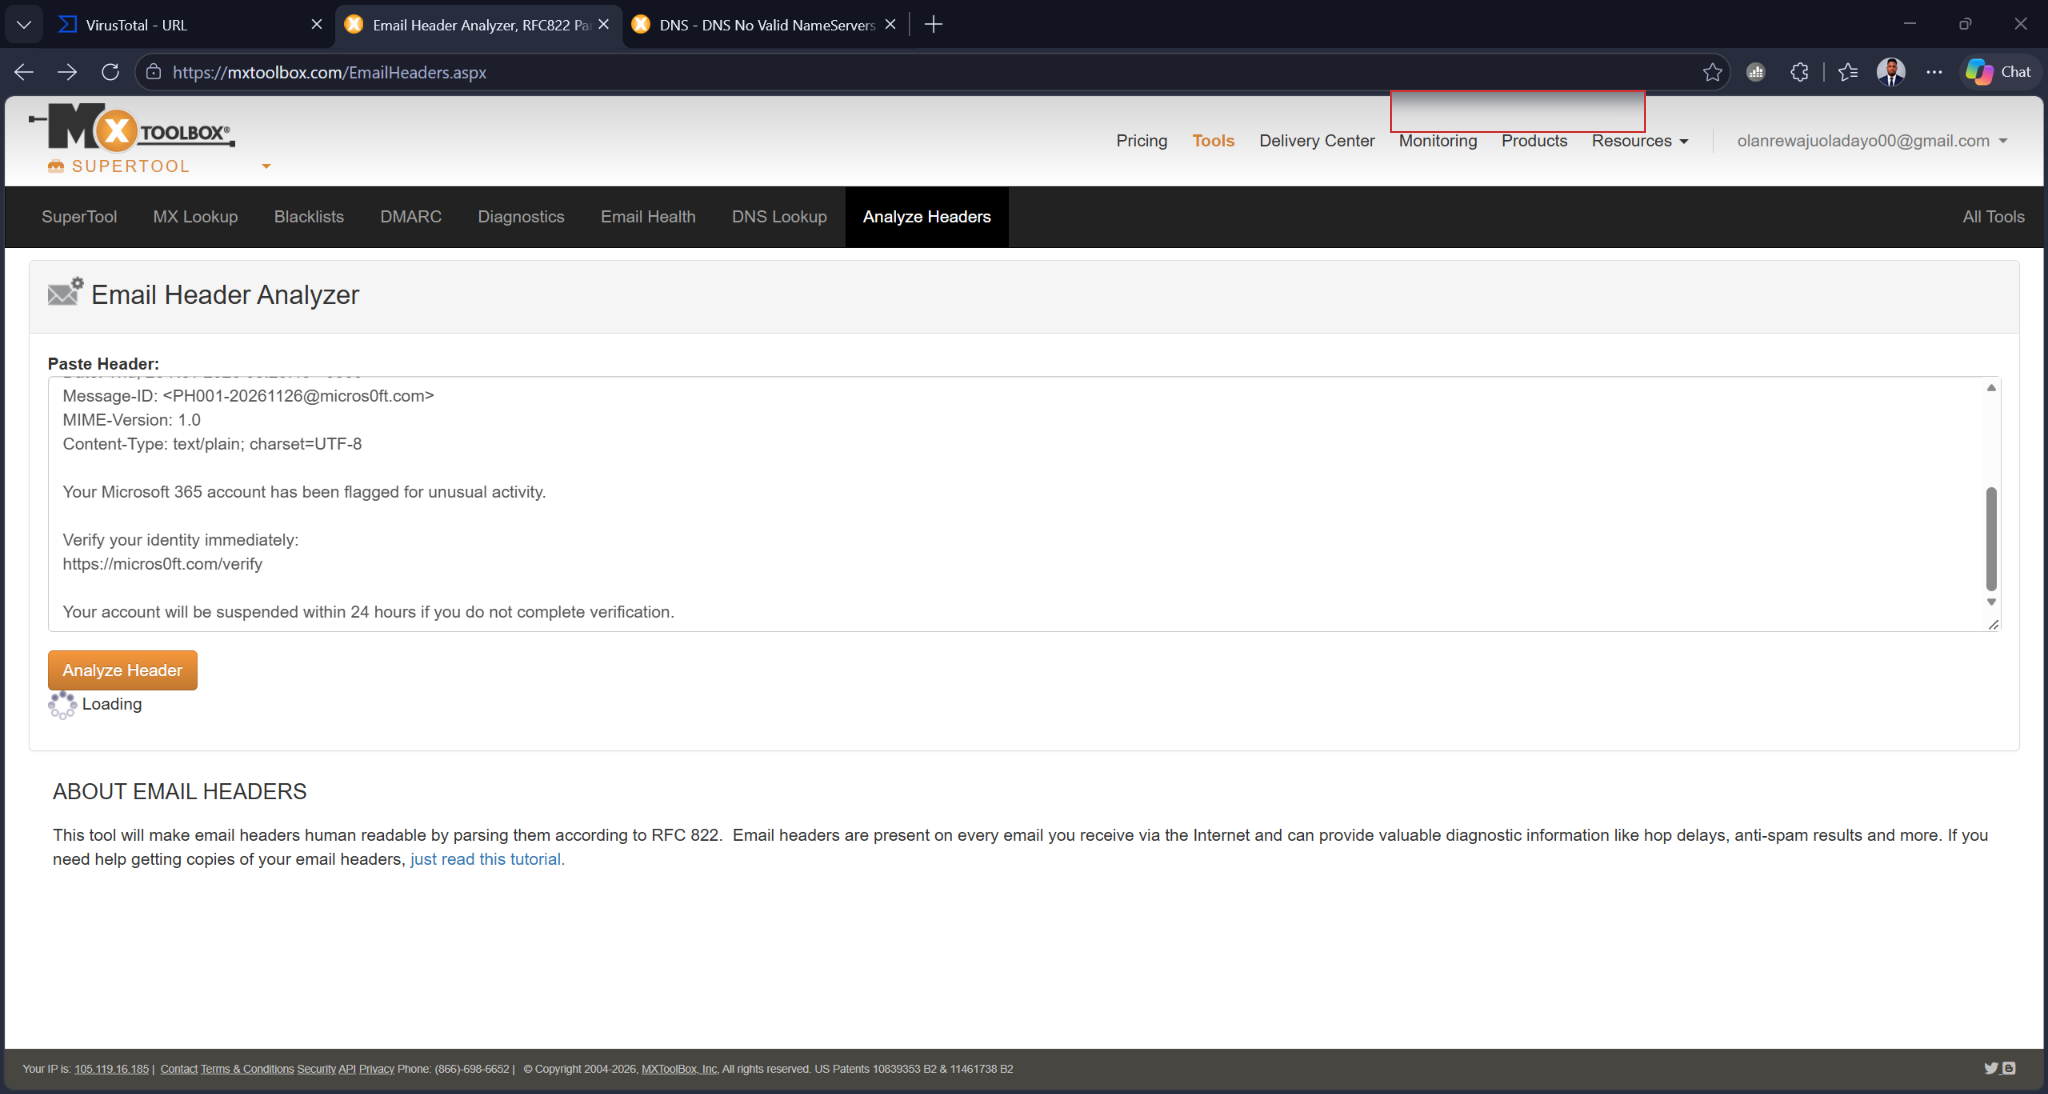 VirusTotal - URL
Email Header Analyzer, RFC822 Pa
DNS - DNS No Valid NameServers
https://mxtoolbox.com/EmailHeaders.aspx
Chat
MX TOOLBOX®
SUPERTOOL
Pricing
Tools
Delivery Center
Monitoring
Products
Resources
olanrewajuoladayo00@gmail.com
SuperTool
MX Lookup
Blacklists
DMARC
Diagnostics
Email Health
DNS Lookup
Analyze Headers
All Tools
Email Header Analyzer
Paste Header:
Message-ID: <PH001-20261126@micros0ft.com>
MIME-Version: 1.0
Content-Type: text/plain; charset=UTF-8
Your Microsoft 365 account has been flagged for unusual activity.
Verify your identity immediately:
https://micros0ft.com/verify
Your account will be suspended within 24 hours if you do not complete verification.
Analyze Header
Loading
ABOUT EMAIL HEADERS
This tool will make email headers human readable by parsing them according to RFC 822.  Email headers are present on every email you receive via the Internet and can provide valuable diagnostic information like hop delays, anti-spam results and more. If you
need help getting copies of your email headers, just read this tutorial.
Your IP is: 105.119.16.185 | Contact Terms & Conditions Security API Privacy Phone: (866)-698-6652 | © Copyright 2004-2026, MXToolBox, Inc, All rights reserved. US Patents 10839353 B2 & 11461738 B2